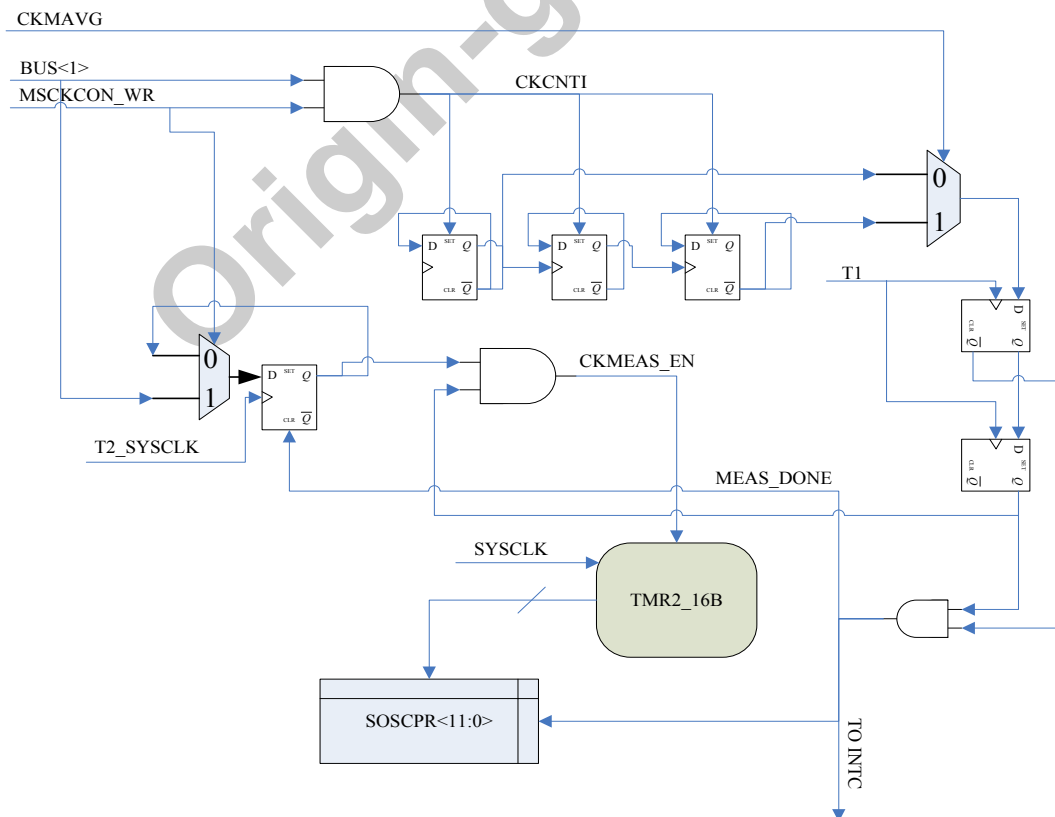 CKMAVG
BUS<1>
MSCKCON_WR
CKCNTI
0
1
D SET Q
CLR Q
D SET Q
CLR Q
D SET Q
CLR Q
T1
D SET Q
CLR Q
0
1
D SET Q
CLR Q
CKMEAS_EN
T2_SYSCLK
D SET Q
CLR Q
MEAS_DONE
SYSCLK
TMR2_16B
SOSCPR<11:0>
TO INTC
Origin-g